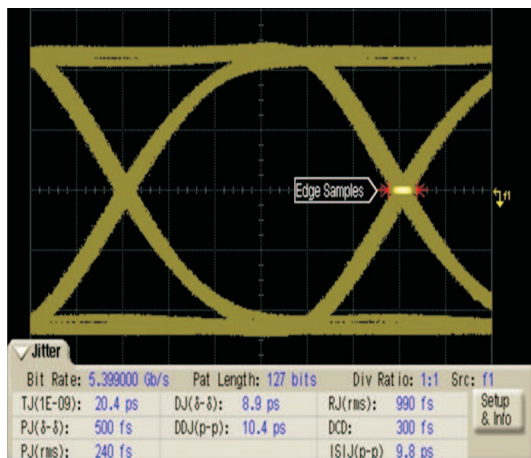 Edge Samples
f1
Jitter
Bit Rate: 5.399000 Gb/s Pat Length: 127 bits Div Ratio: 1:1 Src: f1
TJ(1E-09): 20.4 ps DJ(δ-δ): 8.9 ps RJ(rms): 990 fs
PJ(δ-δ): 500 fs DDJ(p-p): 10.4 ps DCD: 300 fs
PJ(rms): 240 fs ISIJ(p-p) 9.8 ps
Setup
& Info